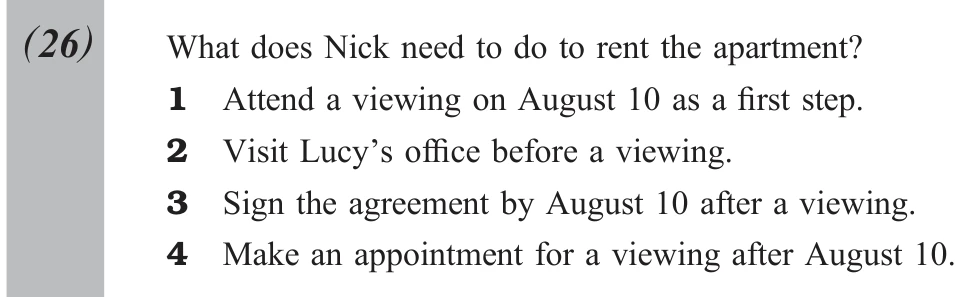 (26) What does Nick need to do to rent the apartment?
1 Attend a viewing on August 10 as a first step.
2 Visit Lucy’s office before a viewing.
3 Sign the agreement by August 10 after a viewing.
4 Make an appointment for a viewing after August 10.